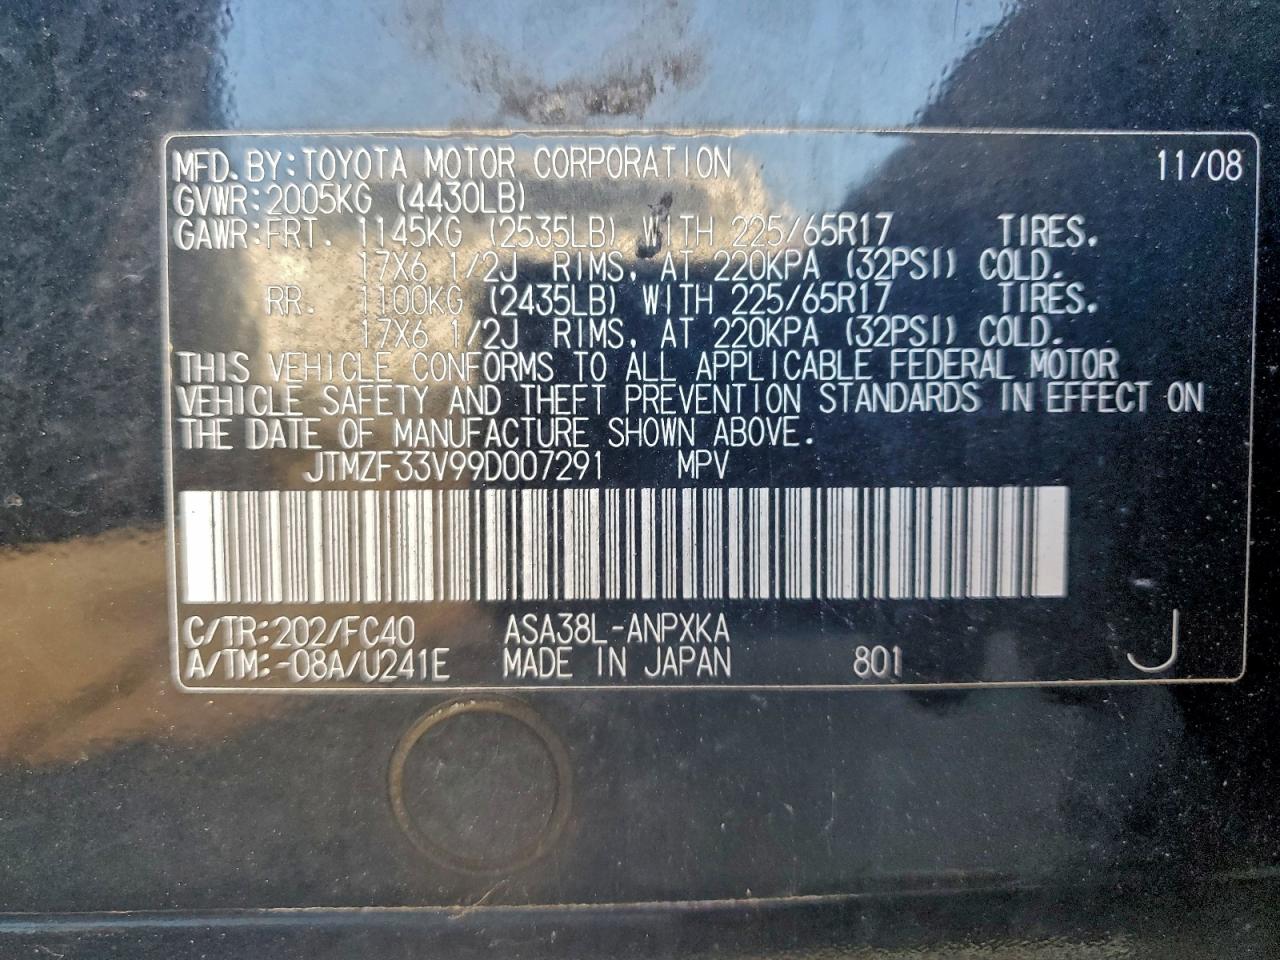 MFD. BY: TOYOTA MOTOR CORPORATION 11/08
GVWR: 2005KG (4430LB)
GAWR: FRT. 1145KG (2535LB) WITH 225/65R17 TIRES.
17X6 1/2J RIMS, AT 220KPA (32PSI) COLD.
RR. 1100KG (2435LB) WITH 225/65R17 TIRES.
17X6 1/2J RIMS, AT 220KPA (32PSI) COLD.
THIS VEHICLE CONFORMS TO ALL APPLICABLE FEDERAL MOTOR
VEHICLE SAFETY AND THEFT PREVENTION STANDARDS IN EFFECT ON
THE DATE OF MANUFACTURE SHOWN ABOVE.
JTMZF33V99D007291 MPV
C/TR: 202/FC40 ASA38L-ANPXKA
A/TM: -08A/U241E MADE IN JAPAN 801 J